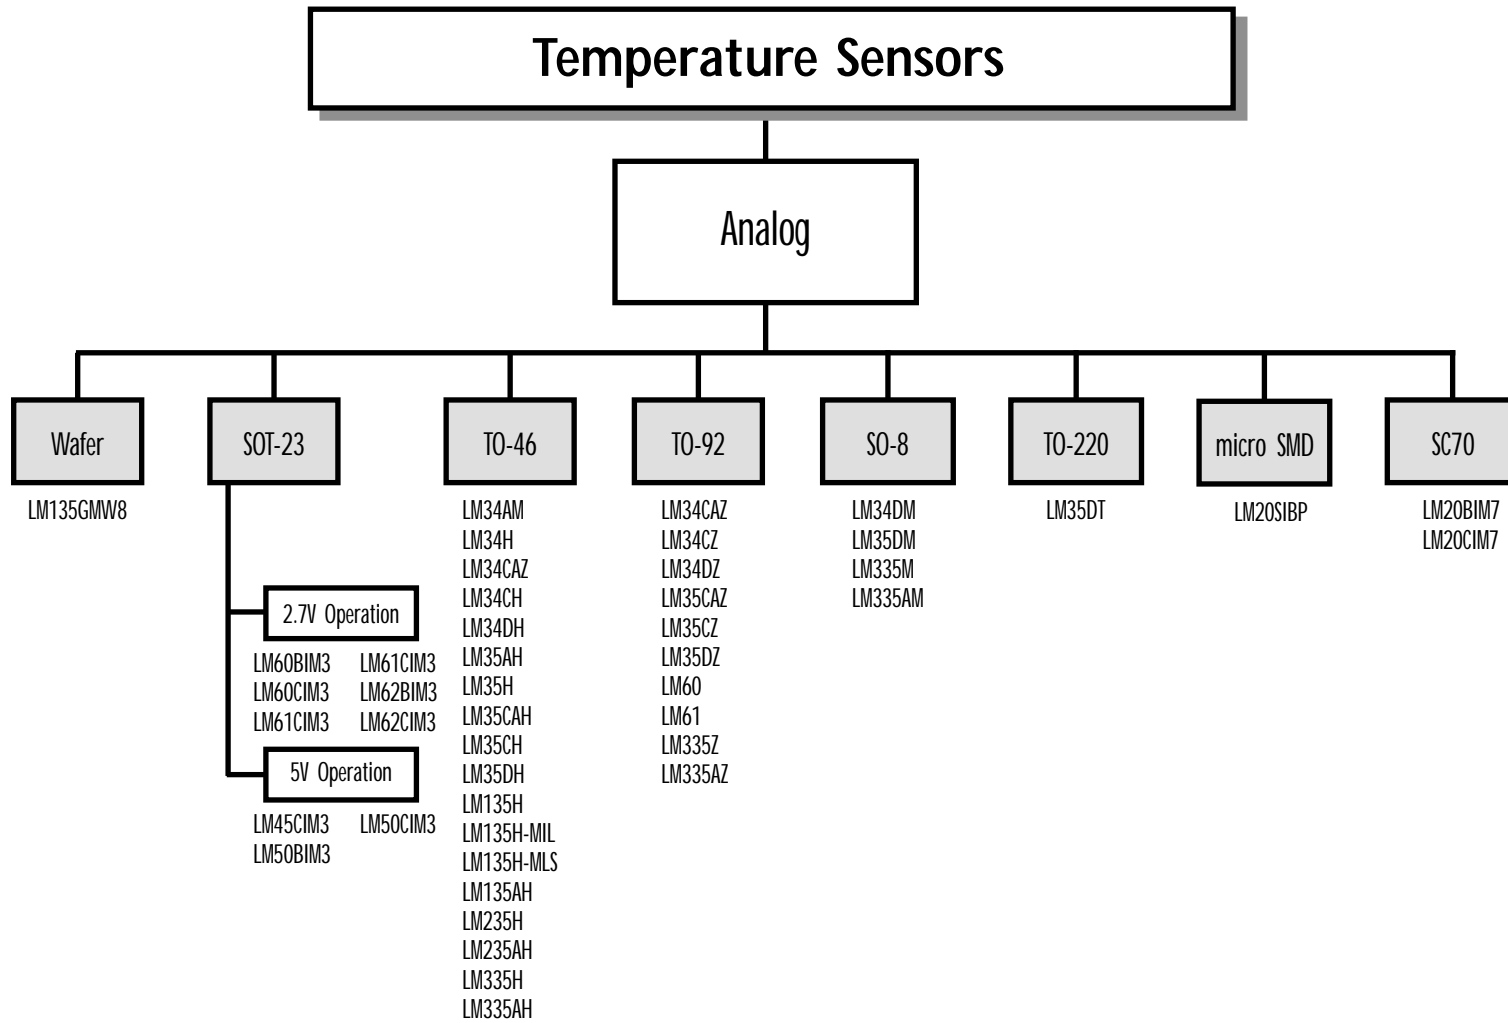 Temperature Sensors
Analog
Wafer
LM135GMW8
SOT-23
2.7V Operation
LM60BIM3 LM61CIM3
LM60CIM3 LM62BIM3
LM61CIM3 LM62CIM3
5V Operation
LM45CIM3 LM50CIM3
LM50BIM3
TO-46
LM34AM
LM34H
LM34CAZ
LM34CH
LM34DH
LM35AH
LM35H
LM35CAH
LM35CH
LM35DH
LM135H
LM135H-MIL
LM135H-MLS
LM135AH
LM235H
LM235AH
LM335H
LM335AH
TO-92
LM34CAZ
LM34CZ
LM34DZ
LM35CAZ
LM35CZ
LM35DZ
LM60
LM61
LM335Z
LM335AZ
SO-8
LM34DM
LM35DM
LM335M
LM335AM
TO-220
LM35DT
micro SMD
LM20SIBP
SC70
LM20BIM7
LM20CIM7